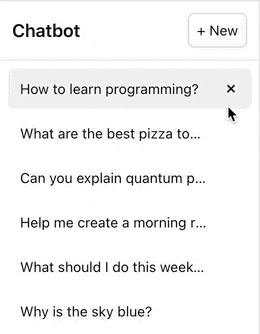 Chatbot
+ New
How to learn programming? ×
What are the best pizza to...
Can you explain quantum p...
Help me create a morning r...
What should I do this week...
Why is the sky blue?